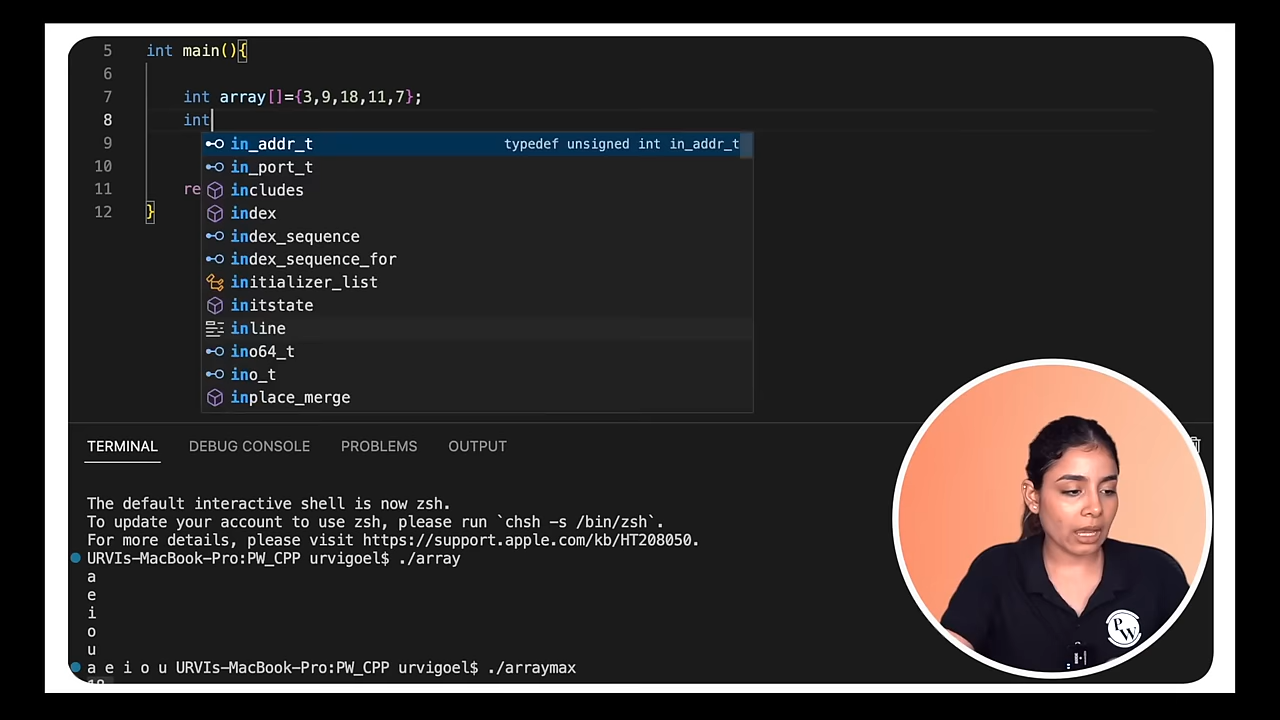 5 int main(){
6
7 int array[]={3,9,18,11,7};
8 int
9
10
11 re
12 }
in_addr_t typedef unsigned int in_addr_t
in_port_t
includes
index
index_sequence
index_sequence_for
initializer_list
initstate
inline
ino64_t
ino_t
inplace_merge
TERMINAL DEBUG CONSOLE PROBLEMS OUTPUT
The default interactive shell is now zsh.
To update your account to use zsh, please run `chsh -s /bin/zsh`.
For more details, please visit https://support.apple.com/kb/HT208050.
URVIs-MacBook-Pro:PW_CPP urvigoel$ ./array
a
e
i
o
u
a e i o u URVIs-MacBook-Pro:PW_CPP urvigoel$ ./arraymax
PW